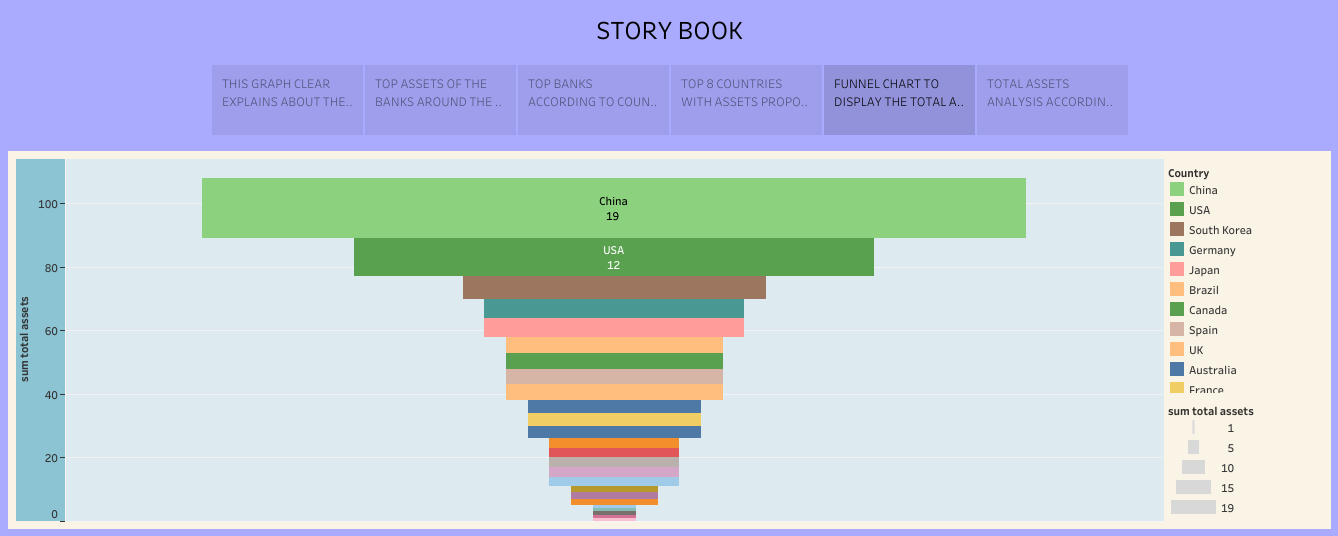 STORY BOOK
THIS GRAPH CLEAR
EXPLAINS ABOUT THE..
TOP ASSETS OF THE
BANKS AROUND THE ..
TOP BANKS
ACCORDING TO COUN..
TOP 8 COUNTRIES
WITH ASSETS PROPO..
FUNNEL CHART TO
DISPLAY THE TOTAL A..
TOTAL ASSETS
ANALYSIS ACCORDIN..
sum total assets
100
80
60
40
20
0
China
19
USA
12
Country
China
USA
South Korea
Germany
Japan
Brazil
Canada
Spain
UK
Australia
France
sum total assets
1
5
10
15
19